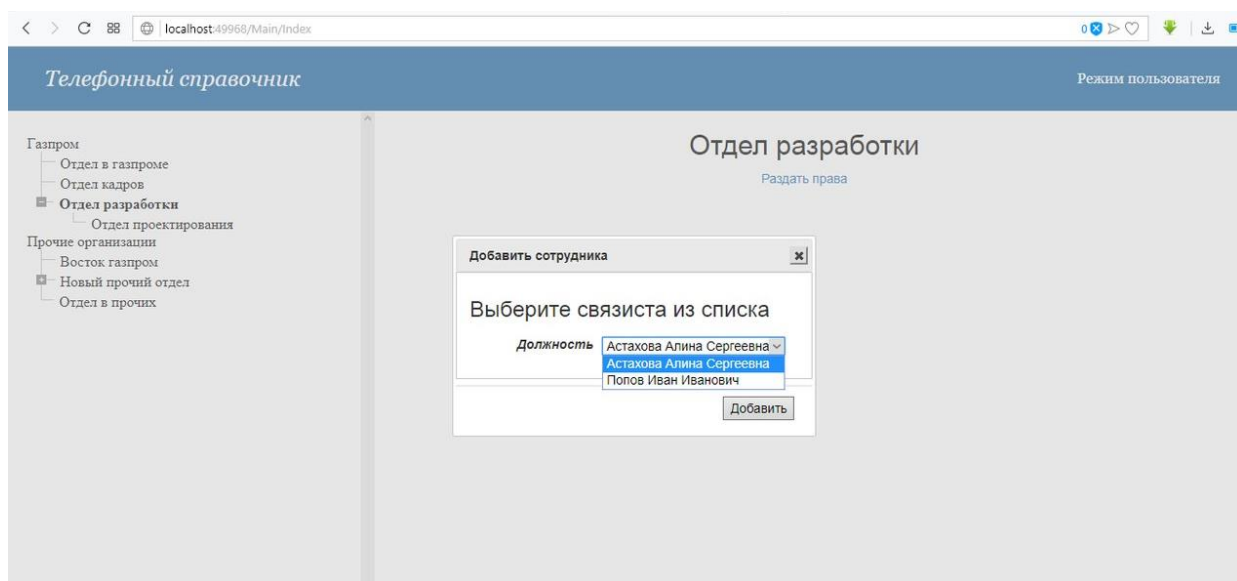 localhost:49968/Main/Index
0
Телефонный справочник
Режим пользователя
Газпром
Отдел в газпроме
Отдел кадров
Отдел разработки
Отдел проектирования
Прочие организации
Восток газпром
Новый прочий отдел
Отдел в прочих
Отдел разработки
Раздать права
Добавить сотрудника
Выберите связиста из списка
Должность Астахова Алина Сергеевна
Астахова Алина Сергеевна
Попов Иван Иванович
Добавить